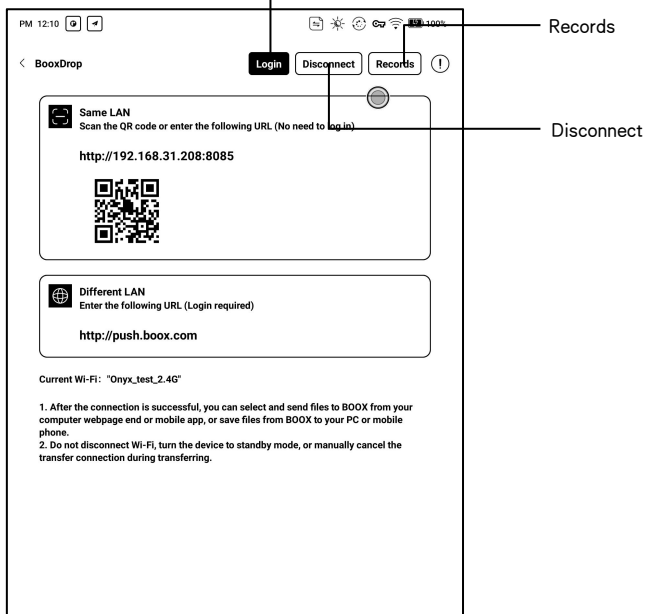 PM 12:10
100%
Records
< BooxDrop
Login
Disconnect
Records
Disconnect
Same LAN
Scan the QR code or enter the following URL (No need to log in)
http://192.168.31.208:8085
Different LAN
Enter the following URL (Login required)
http://push.boox.com
Current Wi-Fi: "Onyx_test_2.4G"
1. After the connection is successful, you can select and send files to BOOX from your
computer webpage end or mobile app, or save files from BOOX to your PC or mobile
phone.
2. Do not disconnect Wi-Fi, turn the device to standby mode, or manually cancel the
transfer connection during transferring.